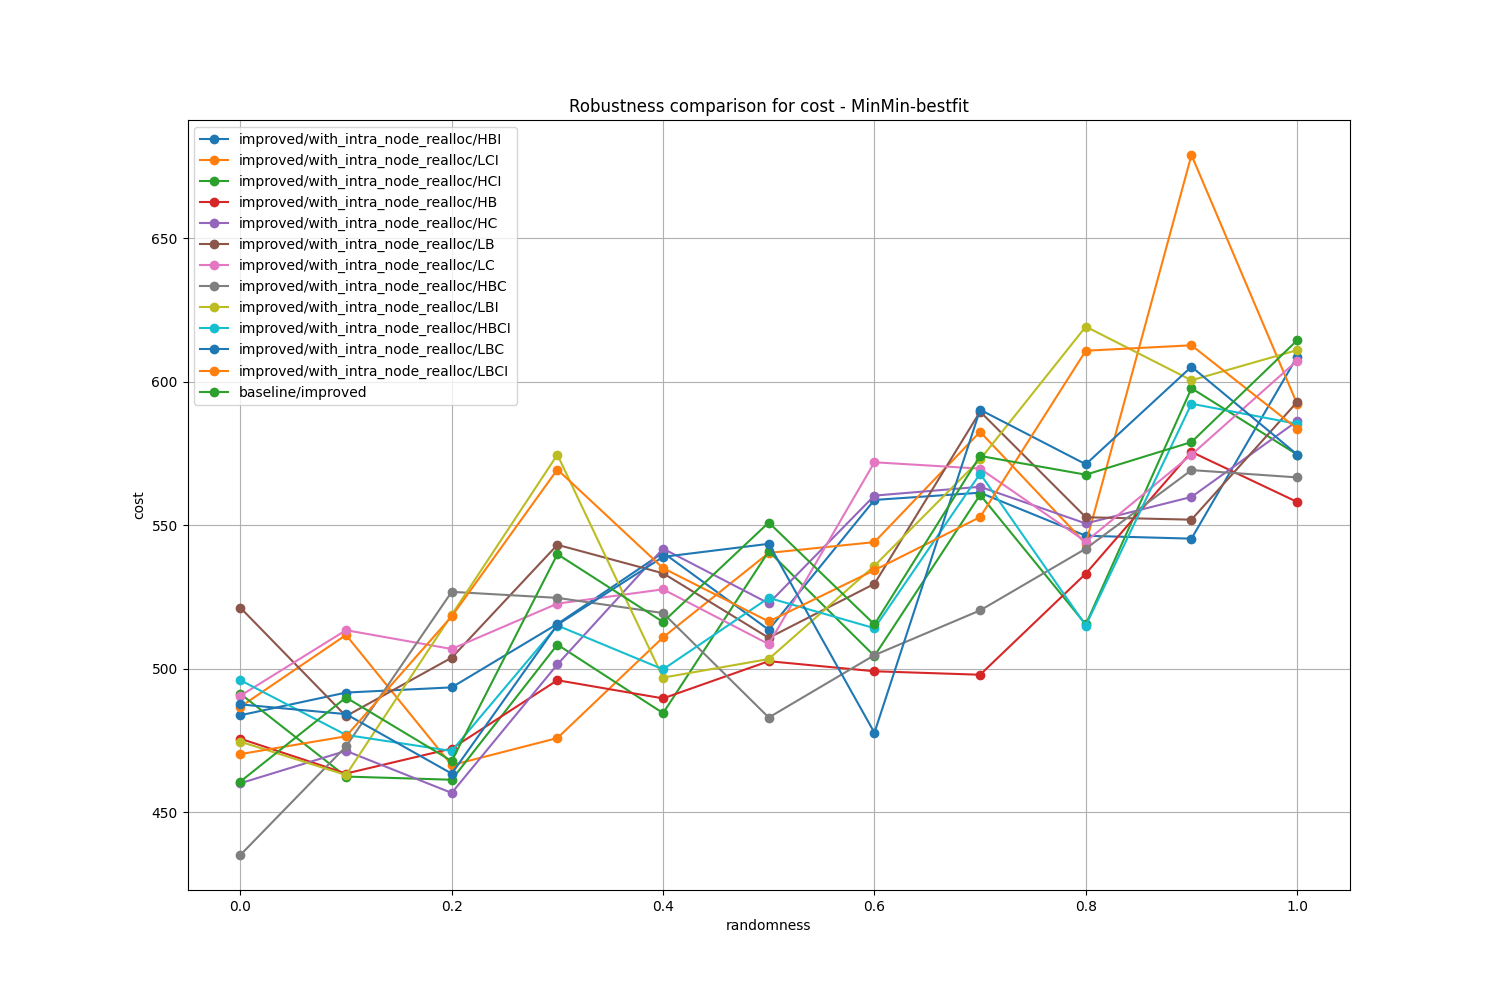 Robustness comparison for cost - MinMin-bestfit
improved/with_intra_node_realloc/HBI
improved/with_intra_node_realloc/LCI
improved/with_intra_node_realloc/HCI
improved/with_intra_node_realloc/HB
improved/with_intra_node_realloc/HC
improved/with_intra_node_realloc/LB
improved/with_intra_node_realloc/LC
improved/with_intra_node_realloc/HBC
improved/with_intra_node_realloc/LBI
improved/with_intra_node_realloc/HBCI
improved/with_intra_node_realloc/LBC
improved/with_intra_node_realloc/LBCI
baseline/improved
650
600
550
500
450
cost
0.0 0.2 0.4 0.6 0.8 1.0
randomness